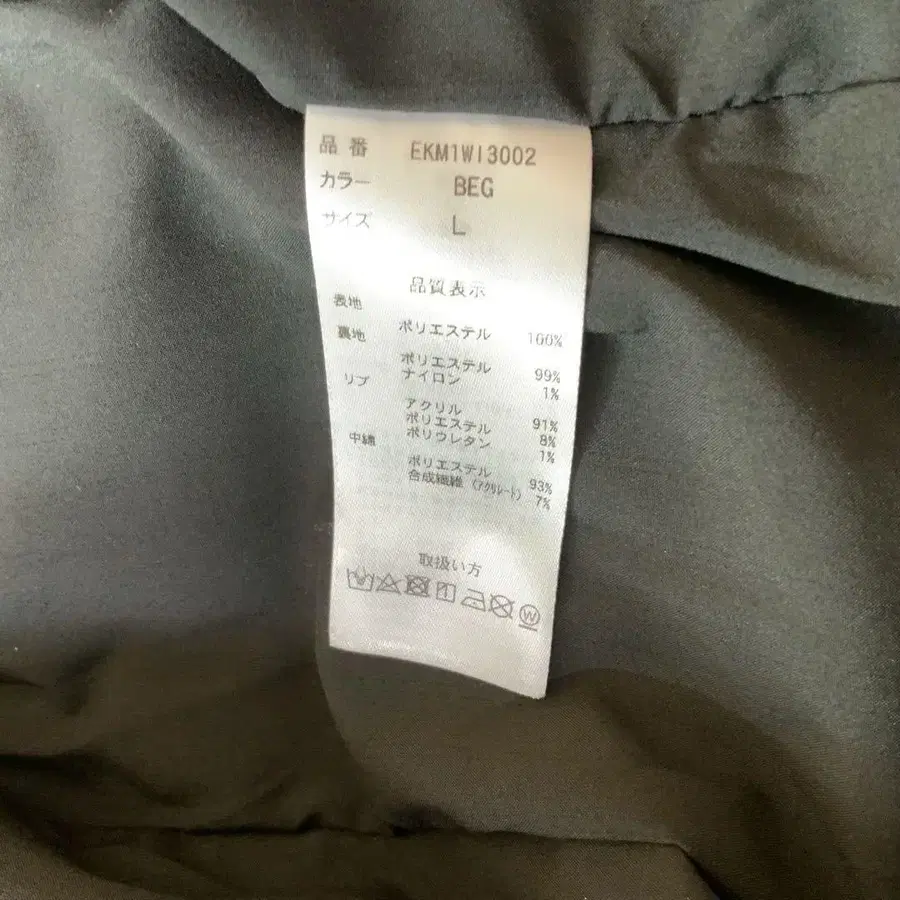 品番 EKM1WI3002
カラー BEG
サイズ L
品質表示
表地
ポリエステル 100%
裏地
ポリエステル 99%
ナイロン 1%
リブ
アクリル 91%
ポリエステル 8%
ポリウレタン 1%
中綿
ポリエステル 93%
合成繊維(アクリレート) 7%
取扱い方